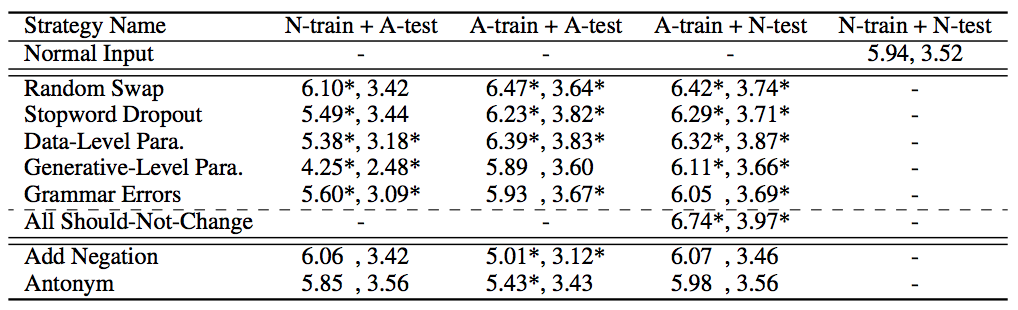 Strategy Name N-train + A-test A-train + A-test A-train + N-test N-train + N-test
Normal Input - - - 5.94, 3.52
Random Swap 6.10*, 3.42 6.47*, 3.64* 6.42*, 3.74* -
Stopword Dropout 5.49*, 3.44 6.23*, 3.82* 6.29*, 3.71* -
Data-Level Para. 5.38*, 3.18* 6.39*, 3.83* 6.32*, 3.87* -
Generative-Level Para. 4.25*, 2.48* 5.89 , 3.60 6.11*, 3.66* -
Grammar Errors 5.60*, 3.09* 5.93 , 3.67* 6.05 , 3.69* -
All Should-Not-Change - - 6.74*, 3.97* -
Add Negation 6.06 , 3.42 5.01*, 3.12* 6.07 , 3.46 -
Antonym 5.85 , 3.56 5.43*, 3.43 5.98 , 3.56 -